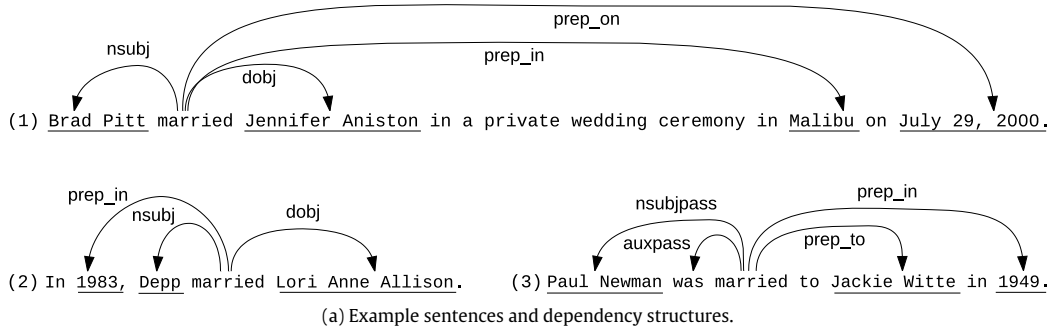 prep_on
nsubj
prep_in
dobj
(1) Brad Pitt married Jennifer Aniston in a private wedding ceremony in Malibu on July 29, 2000.
prep_in
nsubj
dobj
(2) In 1983, Depp married Lori Anne Allison.
nsubjpass
prep_in
auxpass
prep_to
(3) Paul Newman was married to Jackie Witte in 1949.
(a) Example sentences and dependency structures.